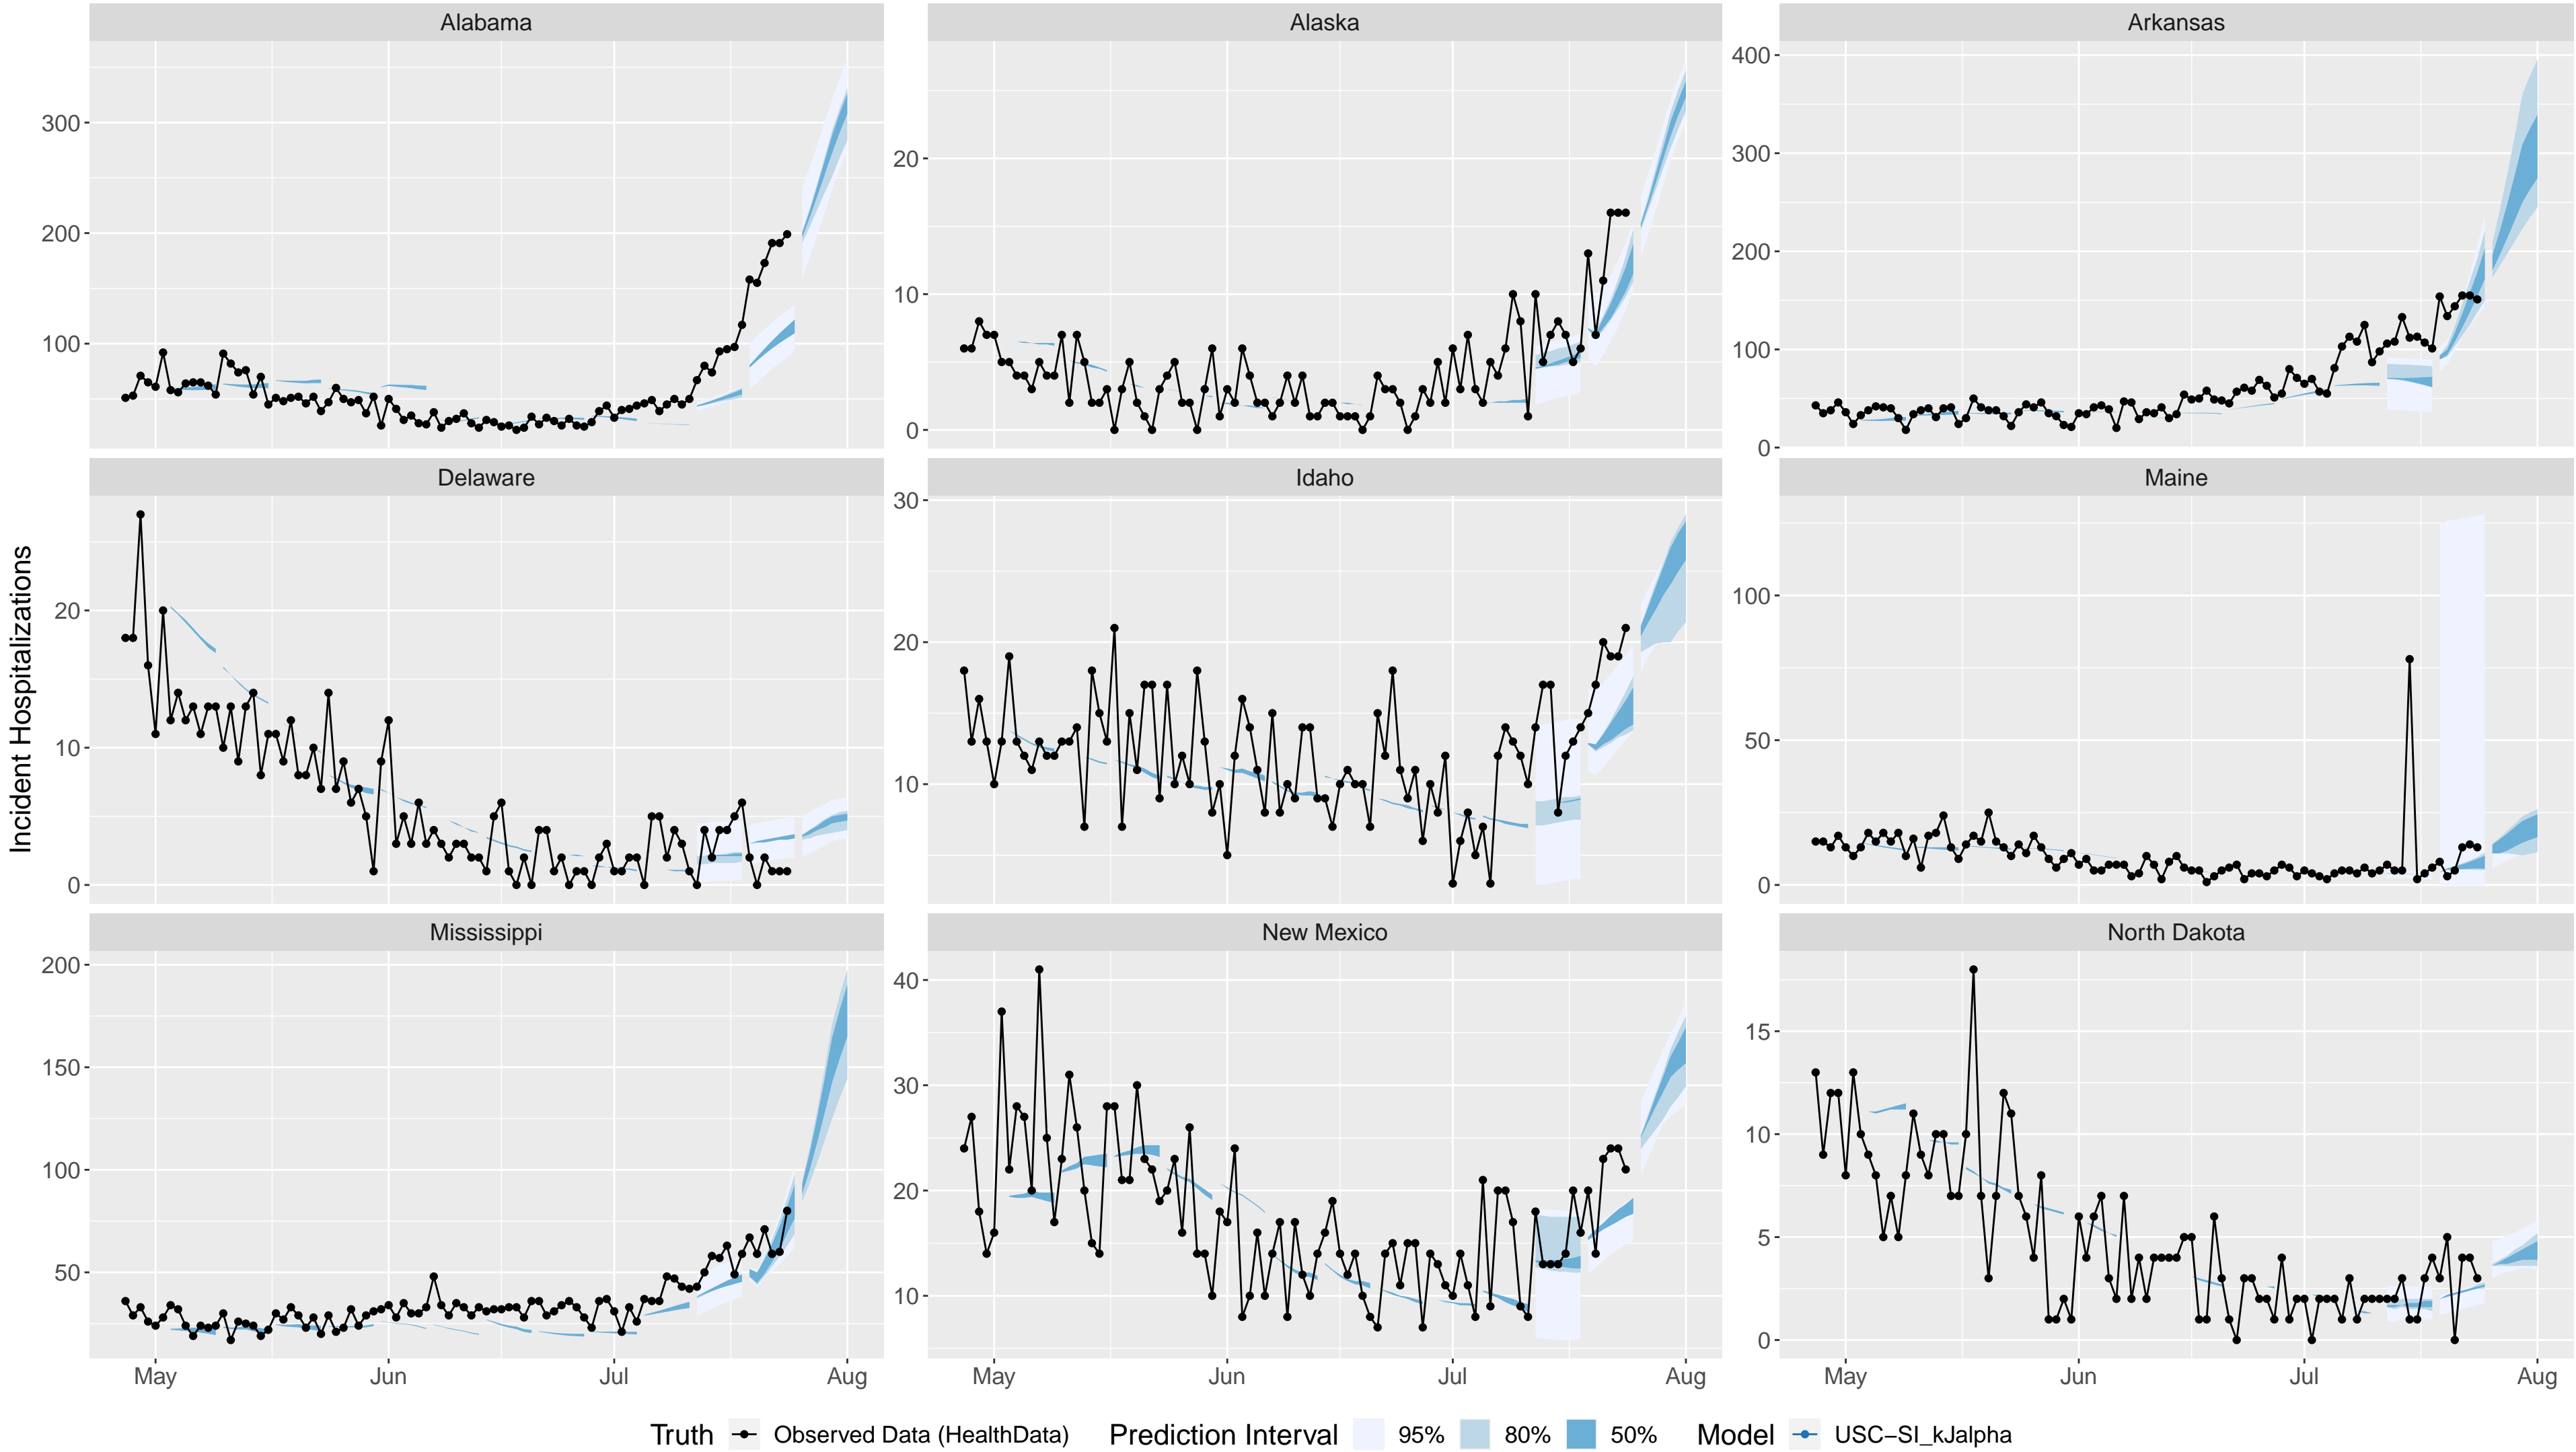 Alabama
Alaska
Arkansas
300
200
100
20
10
0
400
300
200
100
0
Delaware
Idaho
Maine
20
10
0
30
20
10
100
50
0
Mississippi
New Mexico
North Dakota
200
150
100
50
40
30
20
10
15
10
5
0
May Jun Jul Aug
May Jun Jul Aug
May Jun Jul Aug
Incident Hospitalizations
Truth Observed Data (HealthData) Prediction Interval 95% 80% 50% Model USC−SI_kJalpha